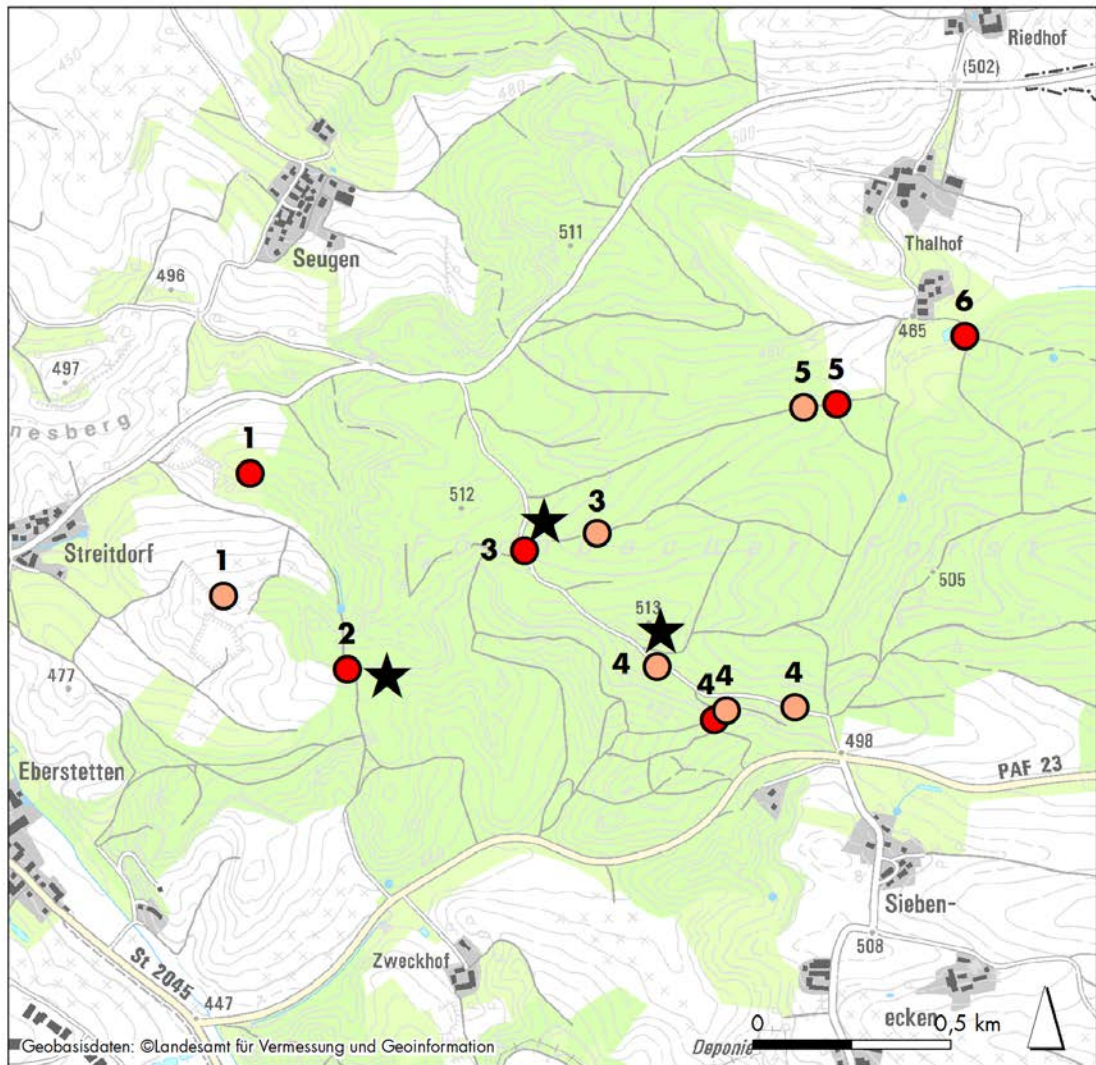 Riedhof
(502)
450
480
500
Seugen
511
Thalhof
496
6
465
497
5 5
nesberg
1
512
3
Streitdorf
3
Forst
505
1
513
2
4
4 4 4
477
498
Eberstetten
PAF 23
Sieben-
508
Zweckhof
St 2045
447
ecken
0 0,5 km
Geobasisdaten: ©Landesamt für Vermessung und Geoinformation
Deponie